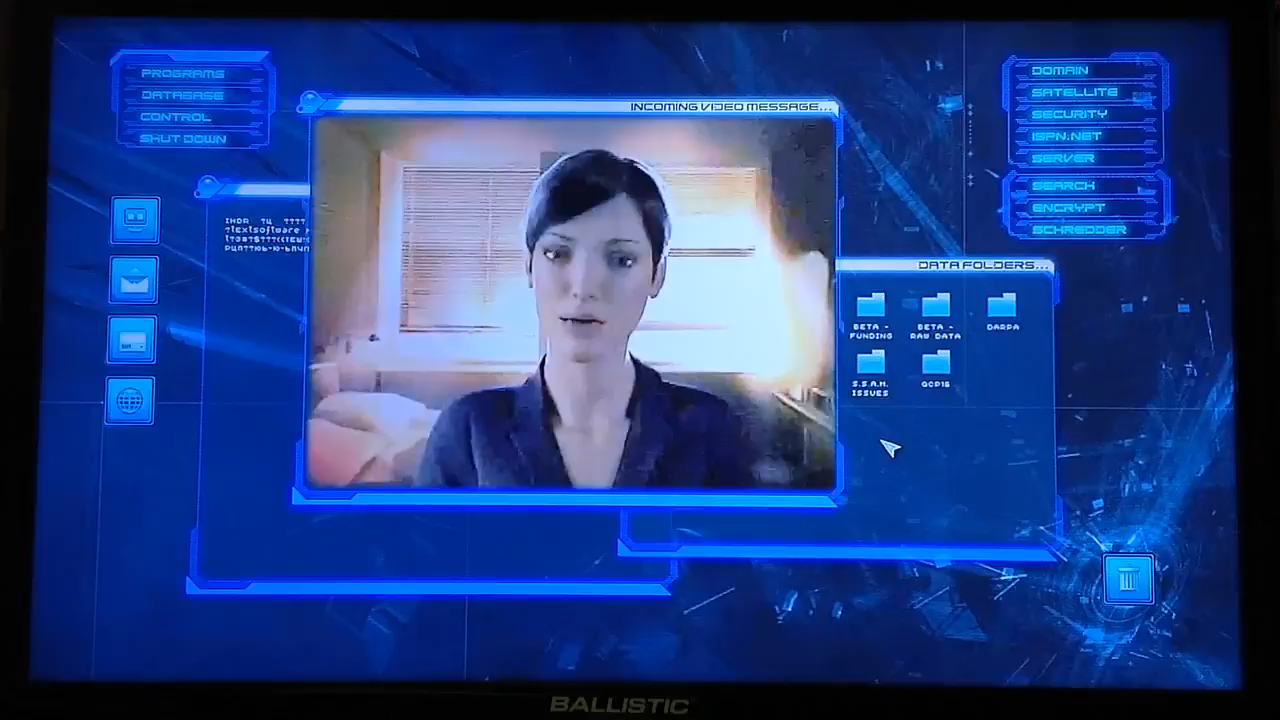 PROGRAMS
DATABASE
CONTROL
SHUT DOWN
INCOMING VIDEO MESSAGE...
DOMAIN
SATELLITE
SECURITY
ISPN.NET
SERVER
SEARCH
ENCRYPT
SCHREDDER
DATA FOLDERS...
BETA -
FUNDING
BETA -
RAW DATA
DARPA
S.S.A.M.
ISSUES
GCP16
BALLISTIC